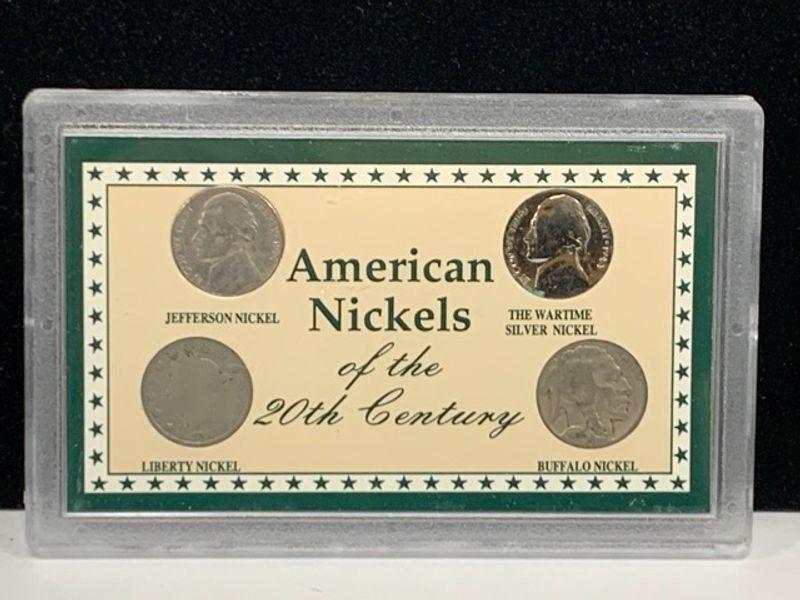 American
Nickels
of the
20th Century
JEFFERSON NICKEL
THE WARTIME
SILVER NICKEL
LIBERTY NICKEL
BUFFALO NICKEL